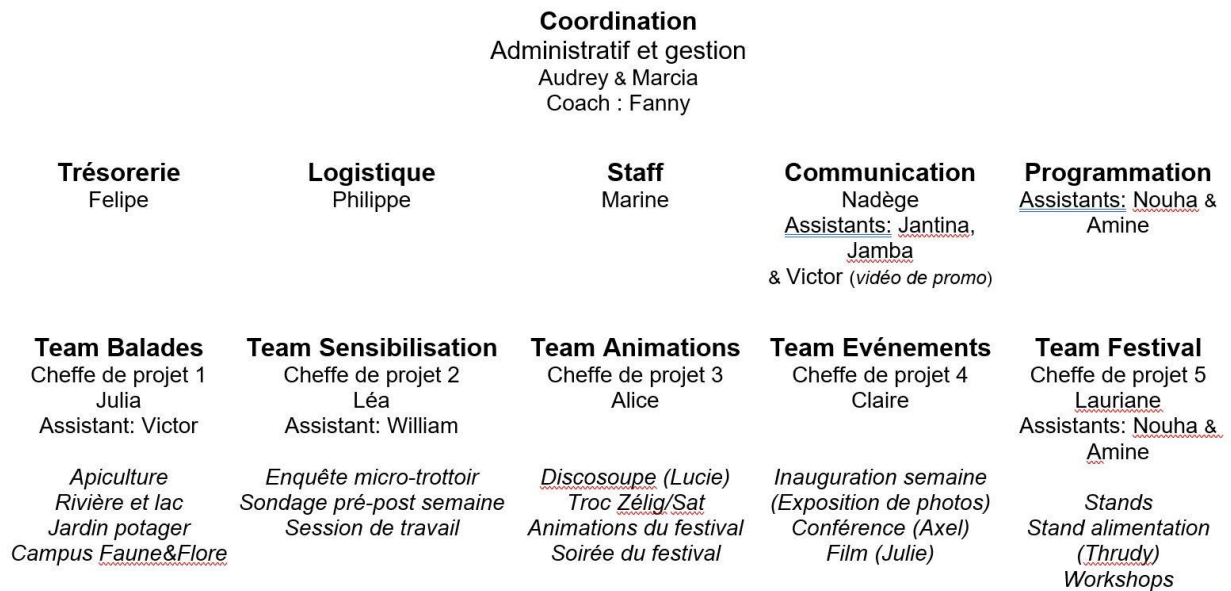 Coordination
Administratif et gestion
Audrey & Marcia
Coach : Fanny
Trésorerie
Felipe
Logistique
Philippe
Staff
Marine
Communication
Nadège
Assistants: Jantina,
Jamba
& Victor (vidéo de promo)
Programmation
Assistants: Nouha &
Amine
Team Balades
Cheffe de projet 1
Julia
Assistant: Victor
Apiculture
Rivière et lac
Jardin potager
Campus Faune&Flore
Team Sensibilisation
Cheffe de projet 2
Léa
Assistant: William
Enquête micro-trottoir
Sondage pré-post semaine
Session de travail
Team Animations
Cheffe de projet 3
Alice
Discosoupe (Lucie)
Troc Zélig/Sat
Animations du festival
Soirée du festival
Team Evénements
Cheffe de projet 4
Claire
Inauguration semaine
(Exposition de photos)
Conférence (Axel)
Film (Julie)
Team Festival
Cheffe de projet 5
Lauriane
Assistants: Nouha &
Amine
Stands
Stand alimentation
(Thrudy)
Workshops